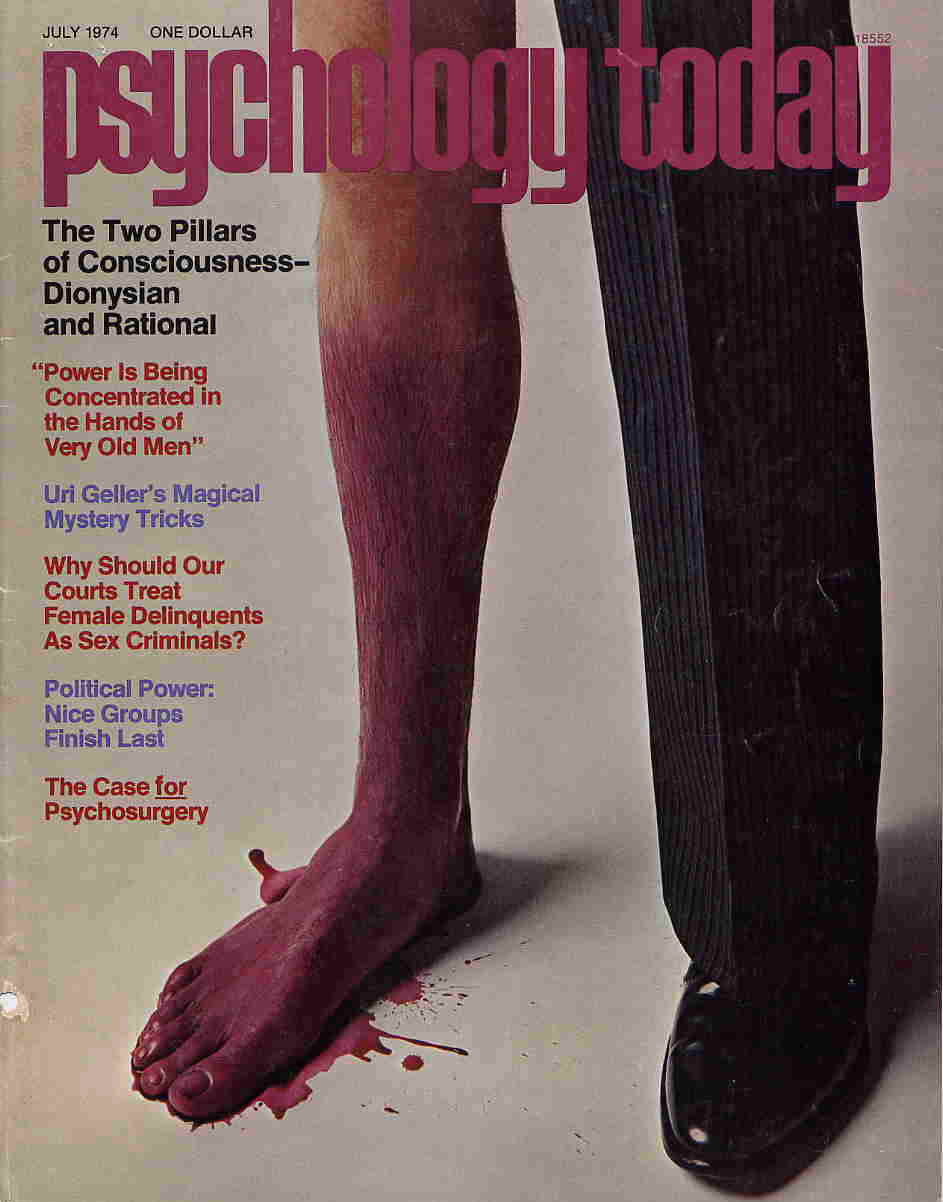 JULY 1974 ONE DOLLAR
18552
psychology today
The Two Pillars
of Consciousness–
Dionysian
and Rational
“Power Is Being
Concentrated in
the Hands of
Very Old Men”
Uri Geller’s Magical
Mystery Tricks
Why Should Our
Courts Treat
Female Delinquents
As Sex Criminals?
Political Power:
Nice Groups
Finish Last
The Case for
Psychosurgery